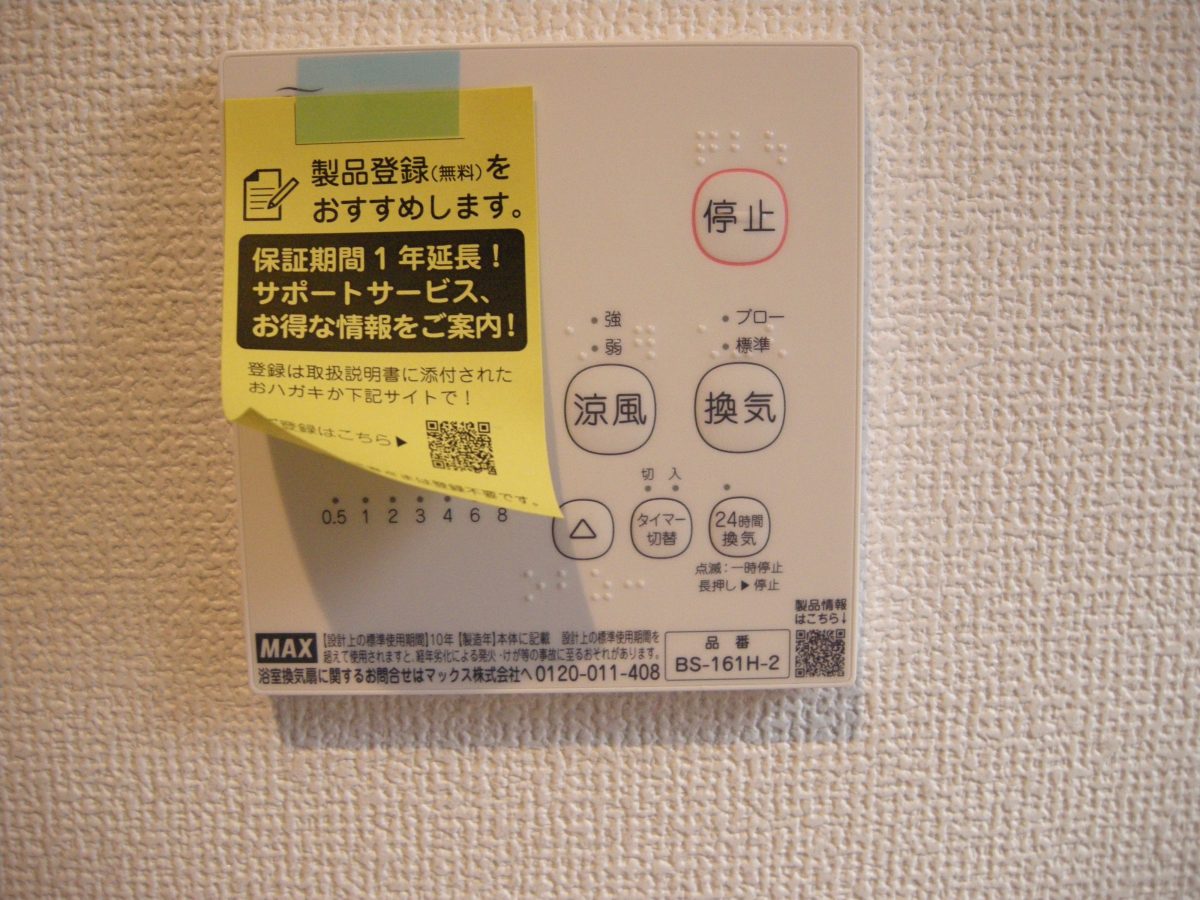 製品登録(無料)を
おすすめします。
保証期間1年延長!
サポートサービス、
お得な情報をご案内!
登録は取扱説明書に添付された
おハガキか下記サイトで!
登録はこちら▶
登録不要です。
停止
強
弱
涼風
ブロー
標準
換気
0.5 1 2 3 4 6 8
△
切 入
タイマー
切替
24時間
換気
点滅:一時停止
長押し▶停止
製品情報
はこちら↓
MAX
【設計上の標準使用期間】10年【製造年】本体に記載 設計上の標準使用期間を
超えて使用されますと、経年劣化による発火・けが等の事故に至るおそれがあります。
浴室換気扇に関するお問合せはマックス株式会社へ 0120-011-408
品番
BS-161H-2